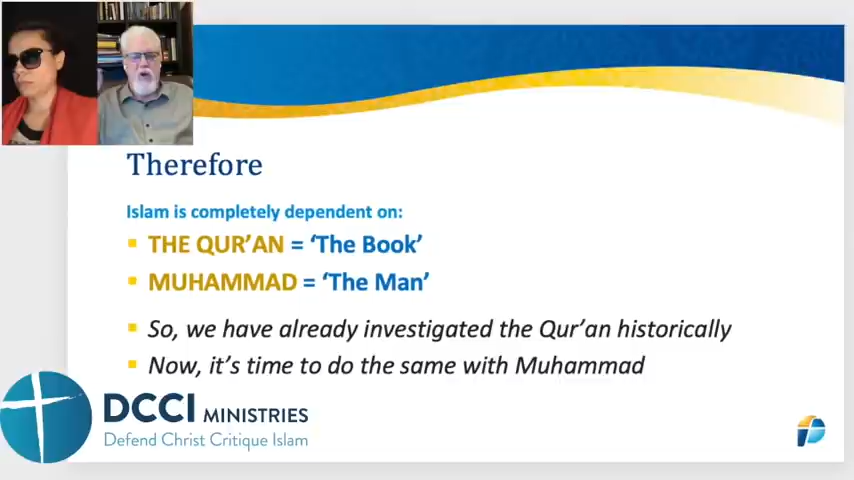 Therefore
Islam is completely dependent on:
THE QUR’AN = ‘The Book’
MUHAMMAD = ‘The Man’
So, we have already investigated the Qur’an historically
Now, it’s time to do the same with Muhammad
DCCI MINISTRIES
Defend Christ Critique Islam